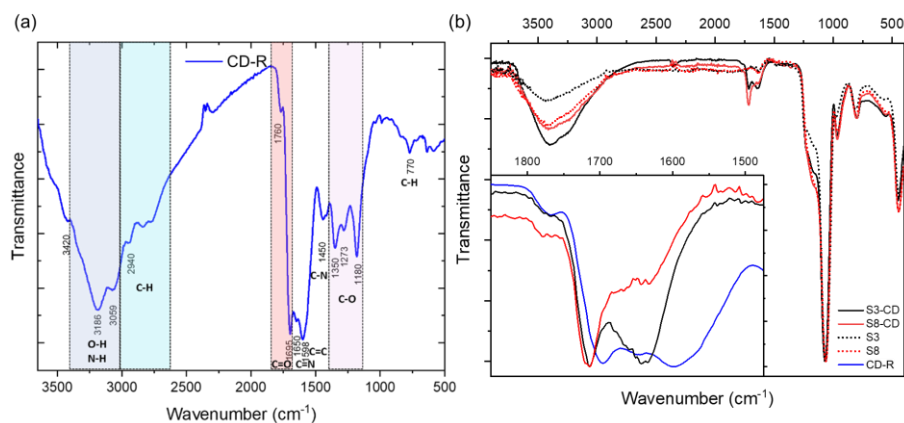 (a)
CD-R
1760
3420
3186
3059
2940
O-H
N-H
C-H
1695
1650
1598
1450
1350
1273
1180
770
C=O
C=N
C=C
C-N
C-O
C-H
Transmittance
3500 3000 2500 2000 1500 1000 500
Wavenumber (cm⁻¹)
(b)
3500 3000 2500 2000 1500 1000 500
1800 1700 1600 1500
Transmittance
Transmittance
S3-CD
S8-CD
S3
S8
CD-R
Wavenumber (cm⁻¹)